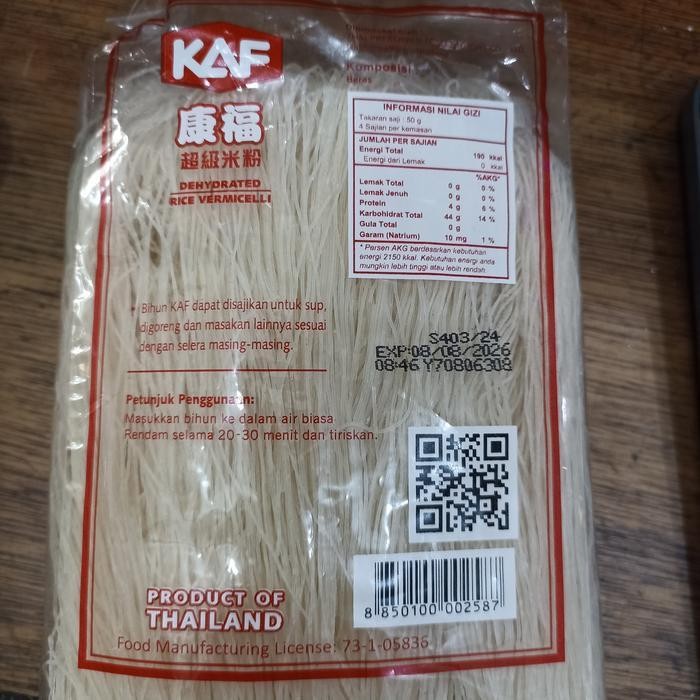 KAF
康福
超級米粉
DEHYDRATED
RICE VERMICELLI
Komposisi
Beras
INFORMASI NILAI GIZI
Takaran saji : 50 g
4 Sajian per kemasan
JUMLAH PER SAJIAN
Energi Total 190 kkal
Energi dari Lemak 0 kkal
%AKG*
Lemak Total 0 g 0 %
Lemak Jenuh 0 g 0 %
Protein 4 g 6 %
Karbohidrat Total 44 g 14 %
Gula Total 0 g
Garam (Natrium) 10 mg 1 %
* Persen AKG berdasarkan kebutuhan
energi 2150 kkal. Kebutuhan energi anda
mungkin lebih tinggi atau lebih rendah
• Bihun KAF dapat disajikan untuk sup,
digoreng dan masakan lainnya sesuai
dengan selera masing-masing.
S403/24
EXP:08/08/2026
08:46 Y70806308
Petunjuk Penggunaan:
Masukkan bihun ke dalam air biasa
Rendam selama 20-30 menit dan tiriskan.
8 850100 002587
PRODUCT OF
THAILAND
Food Manufacturing License: 73-1-05836